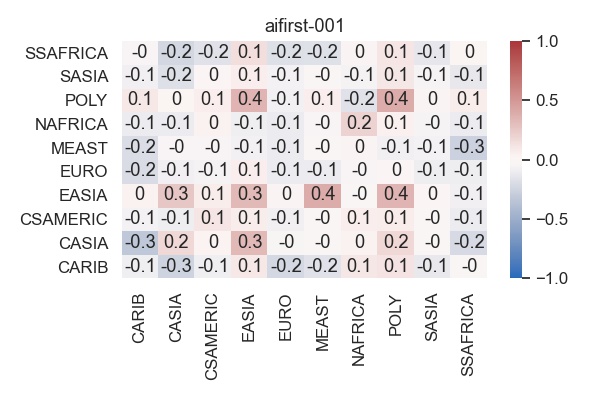 aifirst-001
SSAFRICA -0 -0.2 -0.2 0.1 -0.2 -0.2 0 0.1 -0.1 0
SASIA -0.1 -0.2 0 0.1 -0.1 -0 -0.1 0.1 -0.1 -0.1
POLY 0.1 0 0.1 0.4 -0.1 0.1 -0.2 0.4 0 0.1
NAFRICA -0.1 -0.1 0 -0.1 -0.1 -0 0.2 0.1 -0 -0.1
MEAST -0.2 -0 -0 -0.1 -0.1 -0 0 -0.1 -0.1 -0.3
EURO -0.2 -0.1 -0.1 0.1 -0.1 -0.1 -0 0 -0.1 -0.1
EASIA 0 0.3 0.1 0.3 0 0.4 -0 0.4 0 -0.1
CSAMERIC -0.1 -0.1 0.1 0.1 -0.1 -0 0.1 0.1 -0 -0.1
CASIA -0.3 0.2 0 0.3 -0 -0 0 0.2 -0 -0.2
CARIB -0.1 -0.3 -0.1 0.1 -0.2 -0.2 0.1 0.1 -0.1 -0
CARIB CASIA CSAMERIC EASIA EURO MEAST NAFRICA POLY SASIA SSAFRICA
1.0
0.5
0.0
−0.5
−1.0